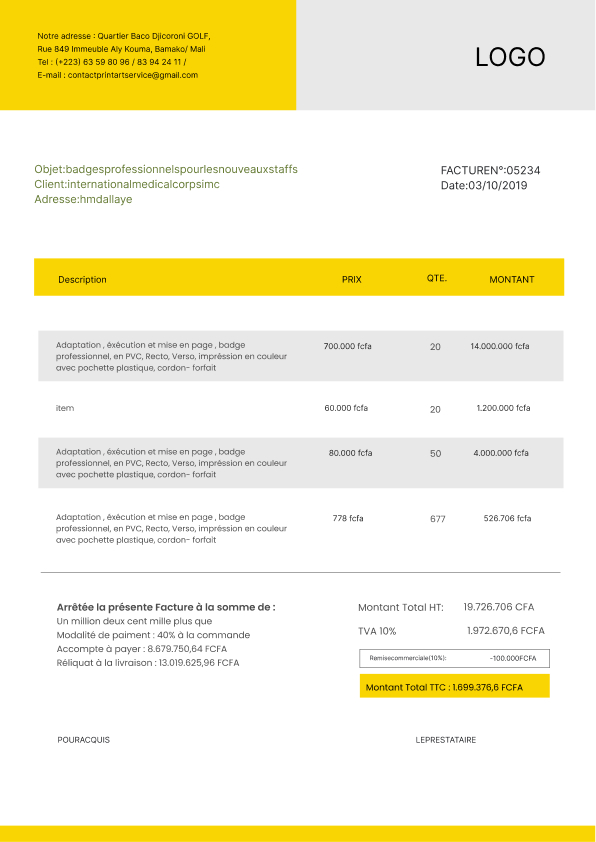 Notre adresse : Quartier Baco Djicoroni GOLF,
Rue 849 Immeuble Aly Kouma, Bamako/ Mali
Tel : (+223) 63 59 80 96 / 83 94 24 11 /
E-mail : contactprintartservice@gmail.com
LOGO
Objet:badgesprofessionnelspourlesnouveauxstaffs
Client:internationalmedicalcorpsimc
Adresse:hmdallaye
FACTUREN°:05234
Date:03/10/2019
Description PRIX QTE. MONTANT
Adaptation , éxécution et mise en page , badge
professionnel, en PVC, Recto, Verso, impréssion en couleur
avec pochette plastique, cordon- forfait
700.000 fcfa 20 14.000.000 fcfa
item 60.000 fcfa 20 1.200.000 fcfa
Adaptation , éxécution et mise en page , badge
professionnel, en PVC, Recto, Verso, impréssion en couleur
avec pochette plastique, cordon- forfait
80.000 fcfa 50 4.000.000 fcfa
Adaptation , éxécution et mise en page , badge
professionnel, en PVC, Recto, Verso, impréssion en couleur
avec pochette plastique, cordon- forfait
778 fcfa 677 526.706 fcfa
Arrêtée la présente Facture à la somme de :
Un million deux cent mille plus que
Modalité de paiment : 40% à la commande
Accompte à payer : 8.679.750,64 FCFA
Réliquat à la livraison : 13.019.625,96 FCFA
Montant Total HT: 19.726.706 CFA
TVA 10% 1.972.670,6 FCFA
Remisecommerciale(10%): -100.000FCFA
Montant Total TTC : 1.699.376,6 FCFA
POURACQUIS
LEPRESTATAIRE